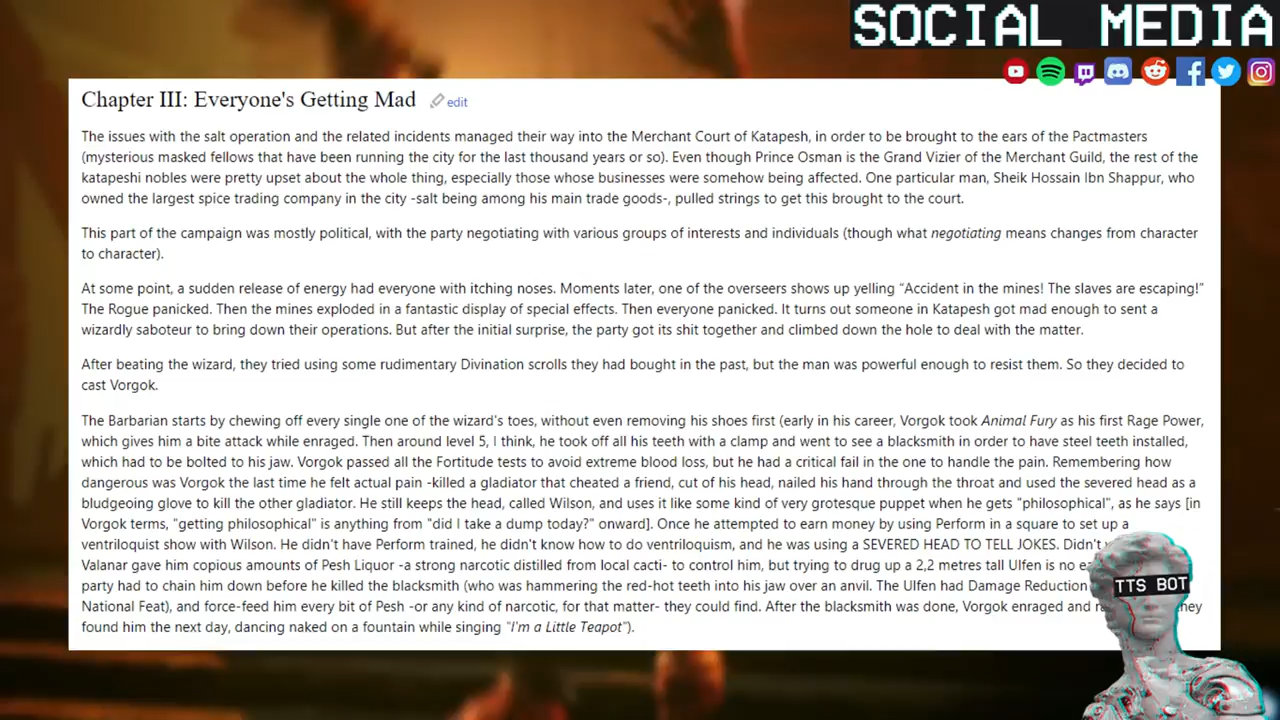 SOCIAL MEDIA
Chapter III: Everyone's Getting Mad edit
The issues with the salt operation and the related incidents managed their way into the Merchant Court of Katapesh, in order to be brought to the ears of the Pactmasters
(mysterious masked fellows that have been running the city for the last thousand years or so). Even though Prince Osman is the Grand Vizier of the Merchant Guild, the rest of the
katapeshi nobles were pretty upset about the whole thing, especially those whose businesses were somehow being affected. One particular man, Sheik Hossain Ibn Shappur, who
owned the largest spice trading company in the city -salt being among his main trade goods-, pulled strings to get this brought to the court.
This part of the campaign was mostly political, with the party negotiating with various groups of interests and individuals (though what negotiating means changes from character
to character).
At some point, a sudden release of energy had everyone with itching noses. Moments later, one of the overseers shows up yelling “Accident in the mines! The slaves are escaping!”
The Rogue panicked. Then the mines exploded in a fantastic display of special effects. Then everyone panicked. It turns out someone in Katapesh got mad enough to sent a
wizardly saboteur to bring down their operations. But after the initial surprise, the party got its shit together and climbed down the hole to deal with the matter.
After beating the wizard, they tried using some rudimentary Divination scrolls they had bought in the past, but the man was powerful enough to resist them. So they decided to
cast Vorgok.
The Barbarian starts by chewing off every single one of the wizard's toes, without even removing his shoes first (early in his career, Vorgok took Animal Fury as his first Rage Power,
which gives him a bite attack while enraged. Then around level 5, I think, he took off all his teeth with a clamp and went to see a blacksmith in order to have steel teeth installed,
which had to be bolted to his jaw. Vorgok passed all the Fortitude tests to avoid extreme blood loss, but he had a critical fail in the one to handle the pain. Remembering how
dangerous was Vorgok the last time he felt actual pain -killed a gladiator that cheated a friend, cut of his head, nailed his hand through the throat and used the severed head as a
bludgeoing glove to kill the other gladiator. He still keeps the head, called Wilson, and uses it like some kind of very grotesque puppet when he gets "philosophical", as he says [in
Vorgok terms, "getting philosophical" is anything from "did I take a dump today?" onward]. Once he attempted to earn money by using Perform in a square to set up a
ventriloquist show with Wilson. He didn't have Perform trained, he didn't know how to do ventriloquism, and he was using a SEVERED HEAD TO TELL JOKES. Didn't
Valanar gave him copious amounts of Pesh Liquor -a strong narcotic distilled from local cacti- to control him, but trying to drug up a 2,2 metres tall Ulfen is no
party had to chain him down before he killed the blacksmith (who was hammering the red-hot teeth into his jaw over an anvil. The Ulfen had Damage Reduction
National Feat), and force-feed him every bit of Pesh -or any kind of narcotic, for that matter- they could find. After the blacksmith was done, Vorgok enraged and
found him the next day, dancing naked on a fountain while singing "I'm a Little Teapot").
TTS BOT